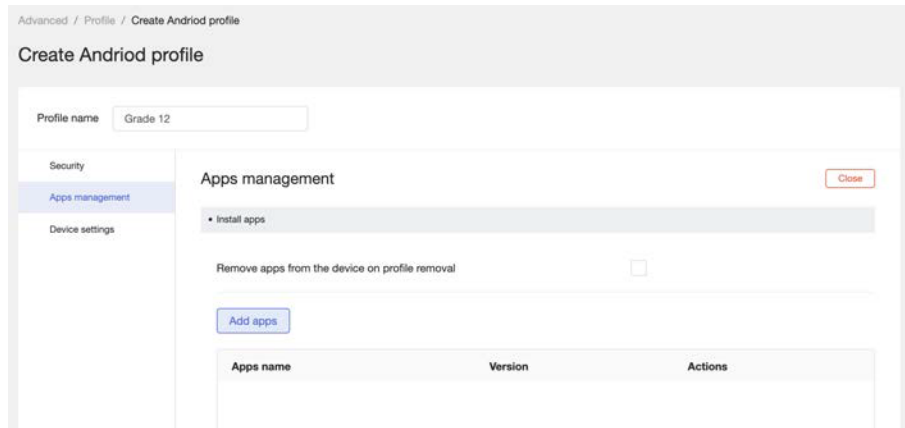 Advanced / Profile / Create Andriod profile
Create Andriod profile
Profile name Grade 12
Security
Apps management
Device settings
Apps management
Close
• Install apps
Remove apps from the device on profile removal
Add apps
Apps name Version Actions